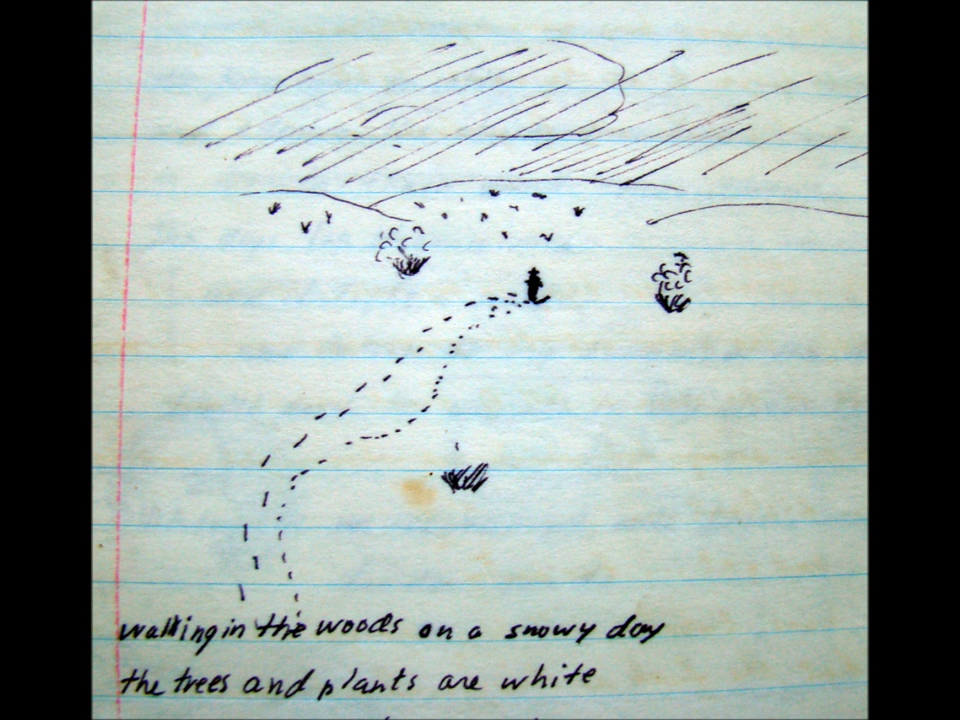 walking in the woods on a snowy day
the trees and plants are white